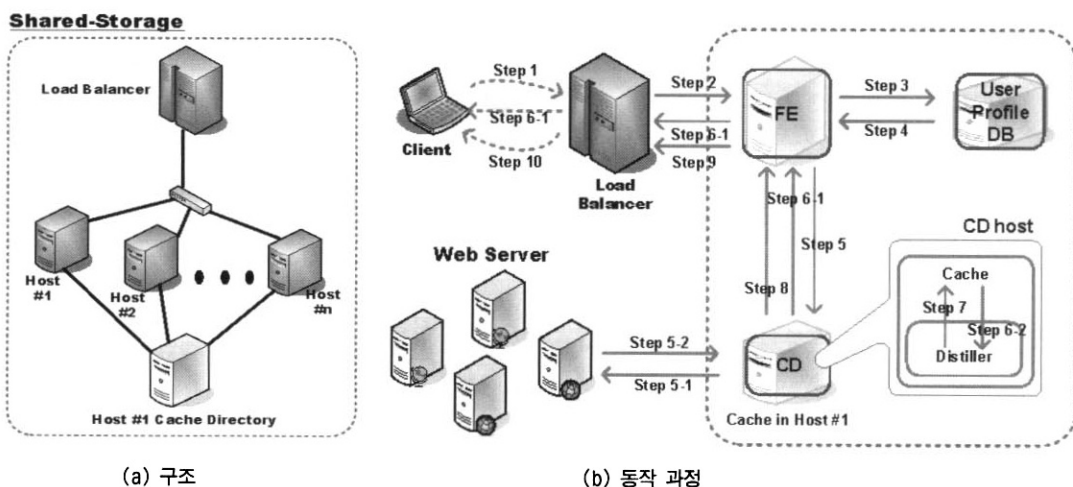 Shared-Storage
Load Balancer
Host
#1
Host
#2
Host
#n
Host #1 Cache Directory
(a) 구조
Client
Step 1
Step 6-1
Step 10
Load
Balancer
Step 2
Step 6-1
Step 9
FE
Step 3
Step 4
User
Profile
DB
Step 6-1
Step 5
Step 8
Web Server
Step 5-2
Step 5-1
CD
Cache in Host #1
CD host
Cache
Step 7
Step 6-2
Distiller
(b) 동작 과정